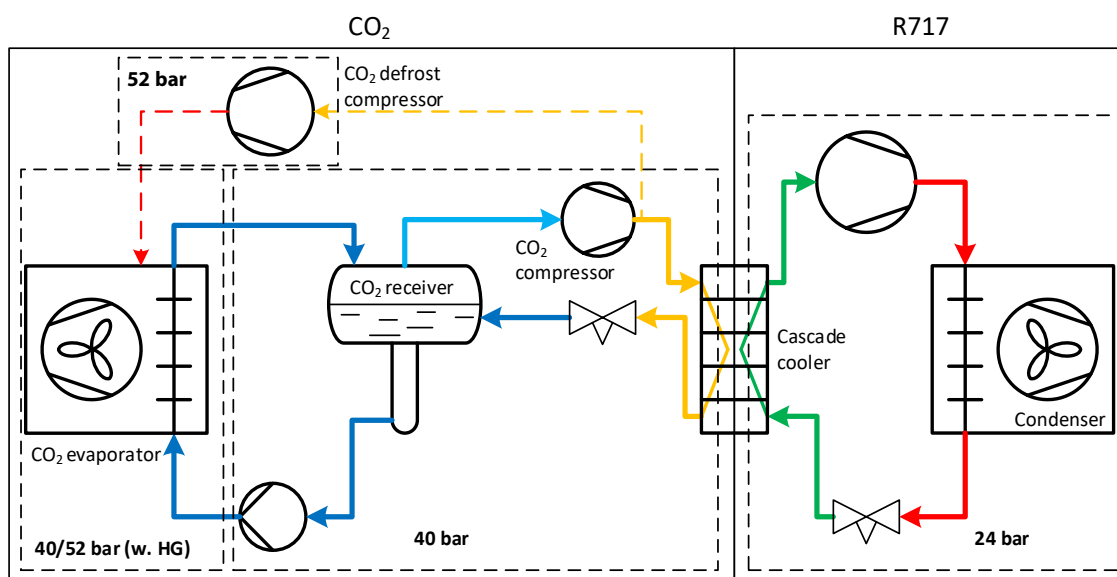 CO₂
R717
52 bar
CO₂ defrost
compressor
CO₂
compressor
CO₂ receiver
Cascade
cooler
Condenser
CO₂ evaporator
40/52 bar (w. HG)
40 bar
24 bar